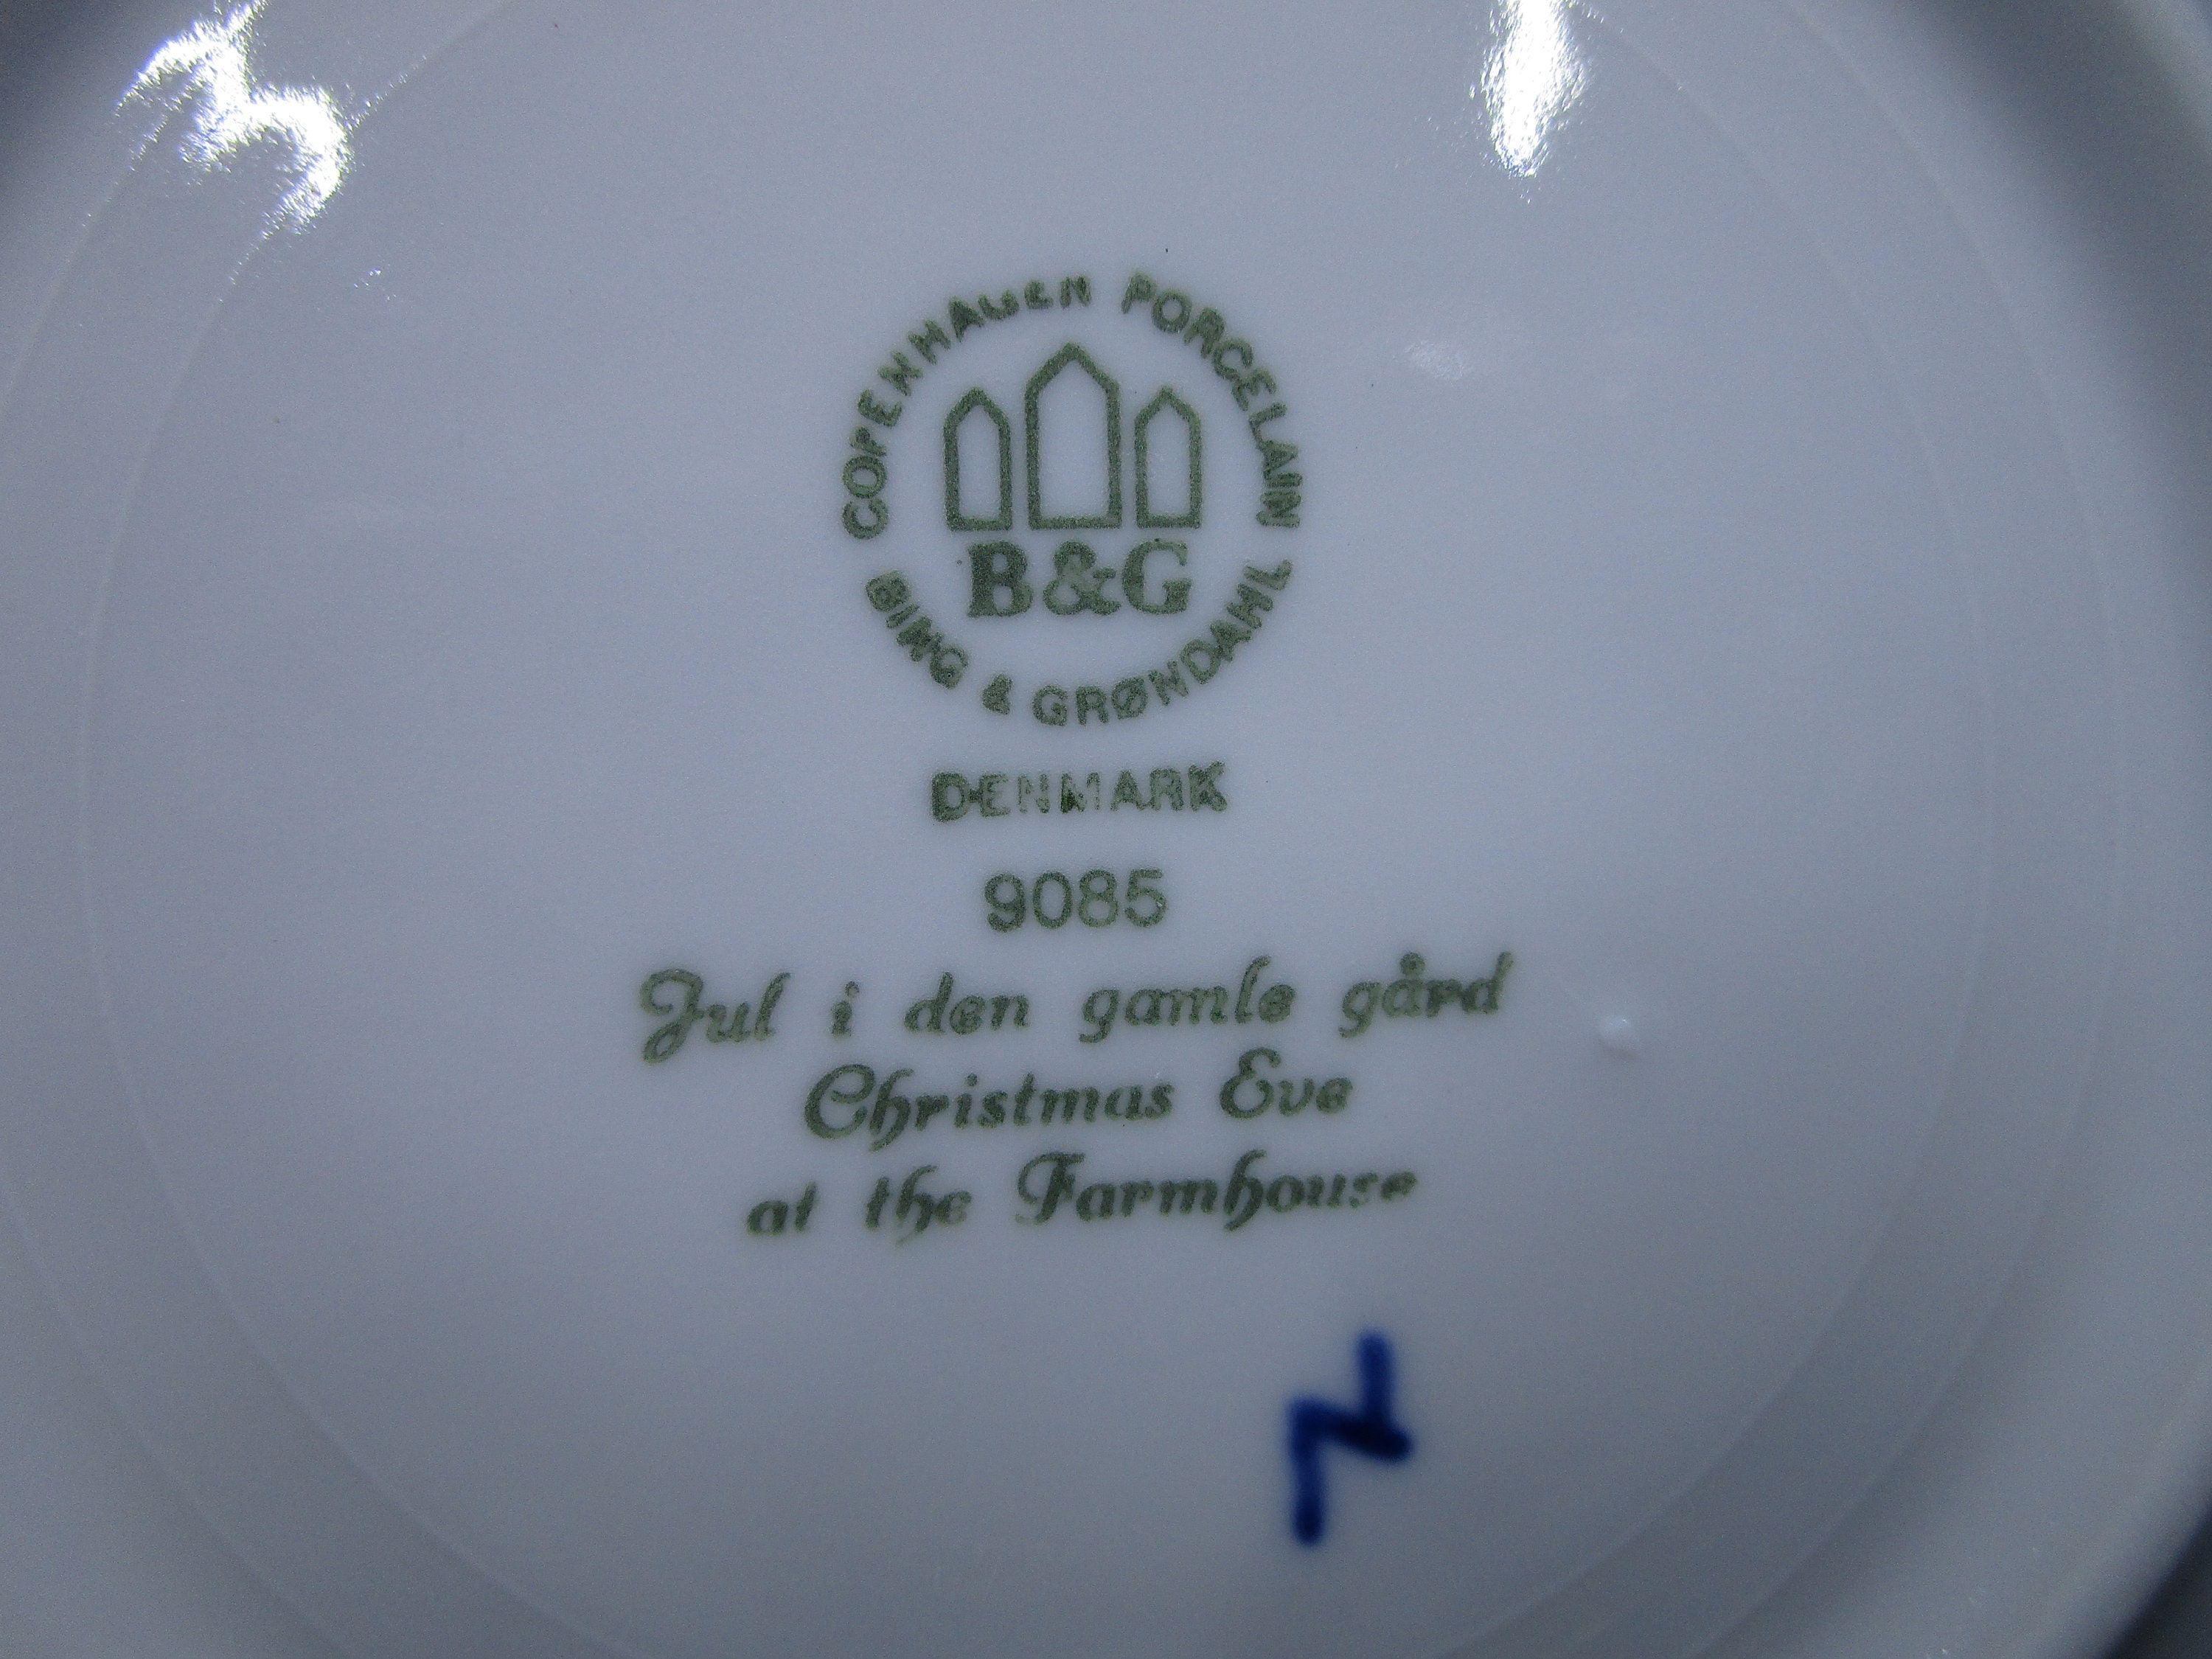 COPENHAGEN PORCELAIN
B&G
BING & GRØNDAHL
DENMARK
9085
Jul i den gamle gård
Christmas Eve
at the Farmhouse